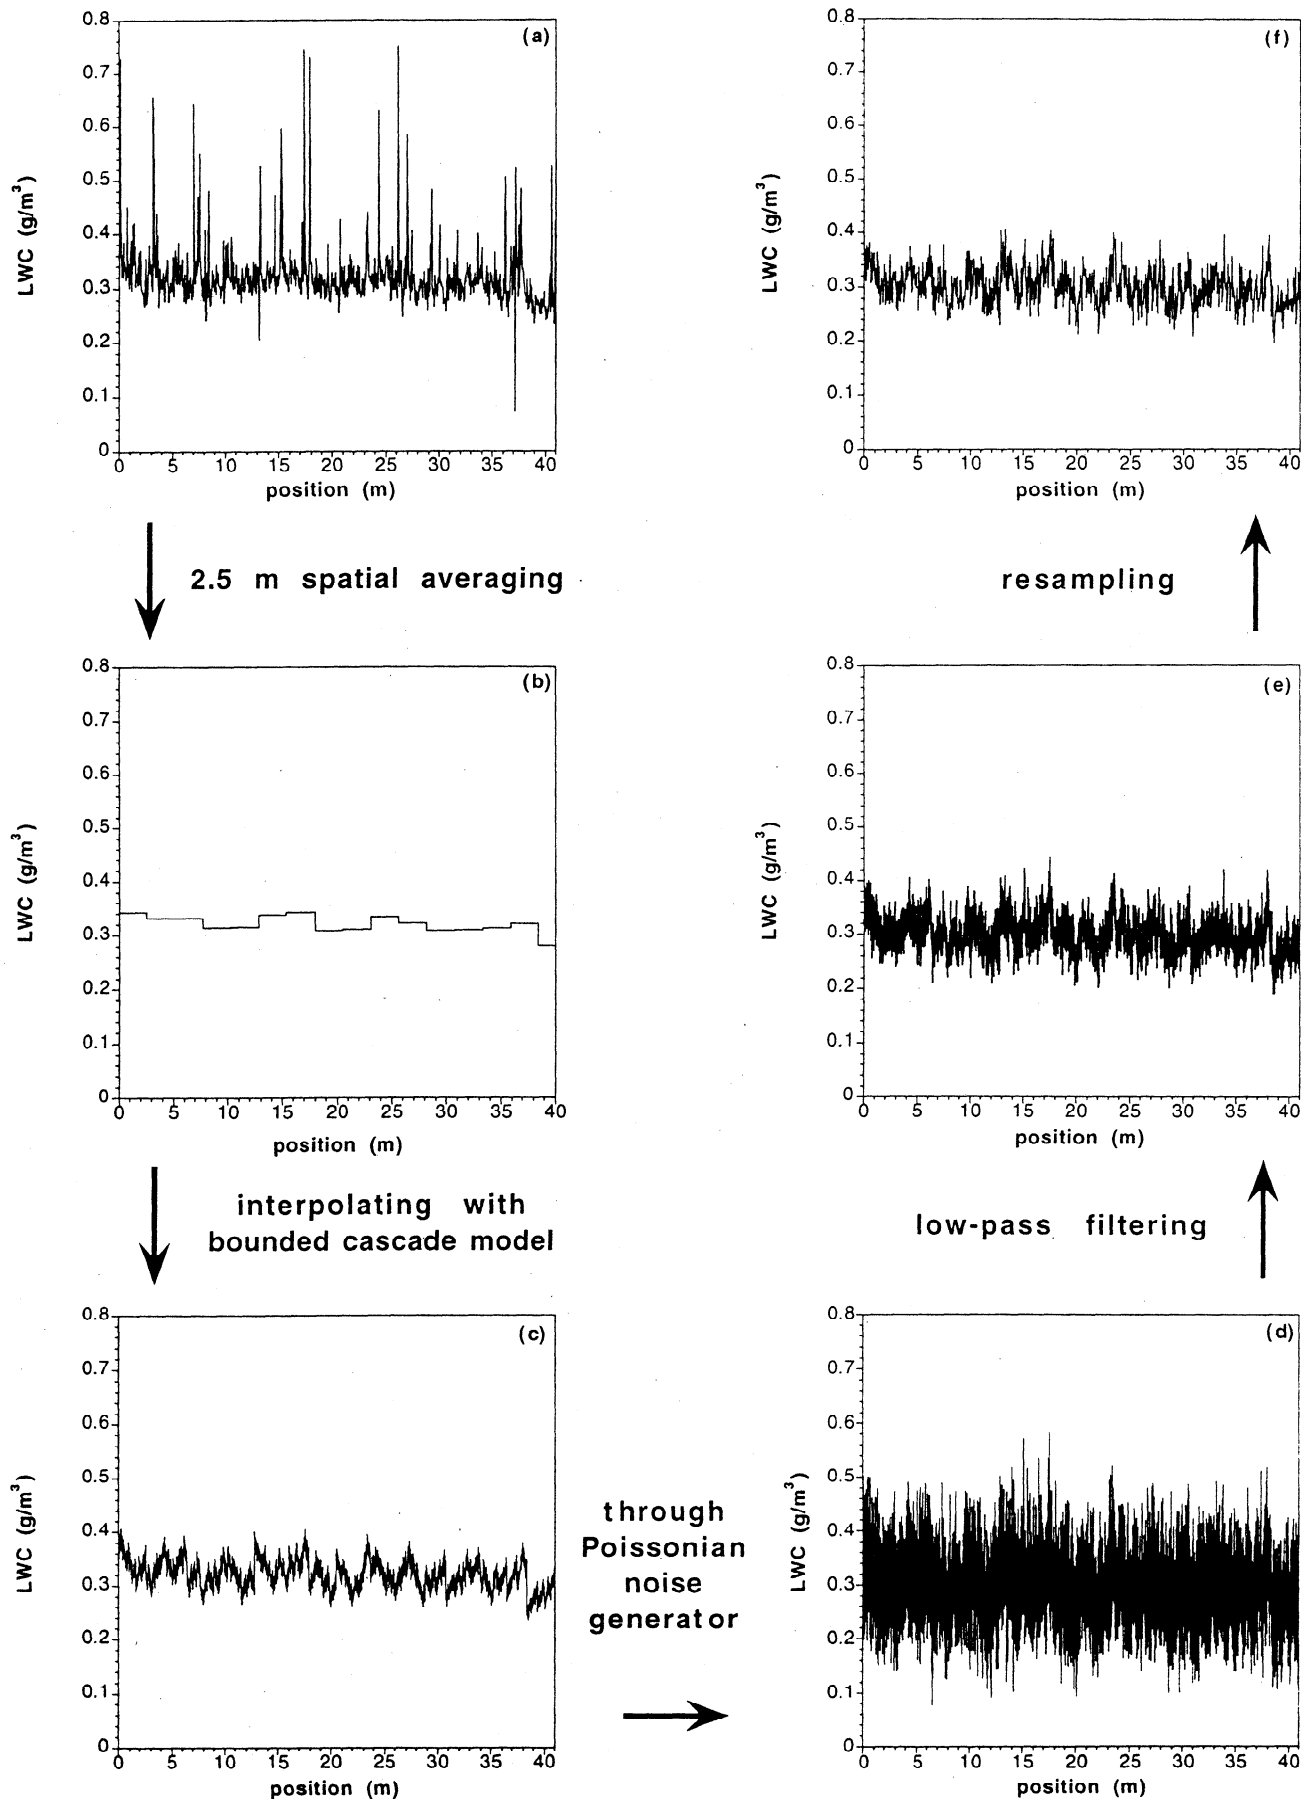 (a)
0.8
0.7
0.6
0.5
0.4
0.3
0.2
0.1
0
LWC (g/m³)
0 5 10 15 20 25 30 35 40
position (m)
2.5 m spatial averaging
(b)
0.8
0.7
0.6
0.5
0.4
0.3
0.2
0.1
0
LWC (g/m³)
0 5 10 15 20 25 30 35 40
position (m)
interpolating with
bounded cascade model
(c)
0.8
0.7
0.6
0.5
0.4
0.3
0.2
0.1
0
LWC (g/m³)
0 5 10 15 20 25 30 35 40
position (m)
through
Poissonian
noise
generator
(d)
0.8
0.7
0.6
0.5
0.4
0.3
0.2
0.1
0
LWC (g/m³)
0 5 10 15 20 25 30 35 40
position (m)
low-pass filtering
(e)
0.8
0.7
0.6
0.5
0.4
0.3
0.2
0.1
0
LWC (g/m³)
0 5 10 15 20 25 30 35 40
position (m)
resampling
(f)
0.8
0.7
0.6
0.5
0.4
0.3
0.2
0.1
0
LWC (g/m³)
0 5 10 15 20 25 30 35 40
position (m)